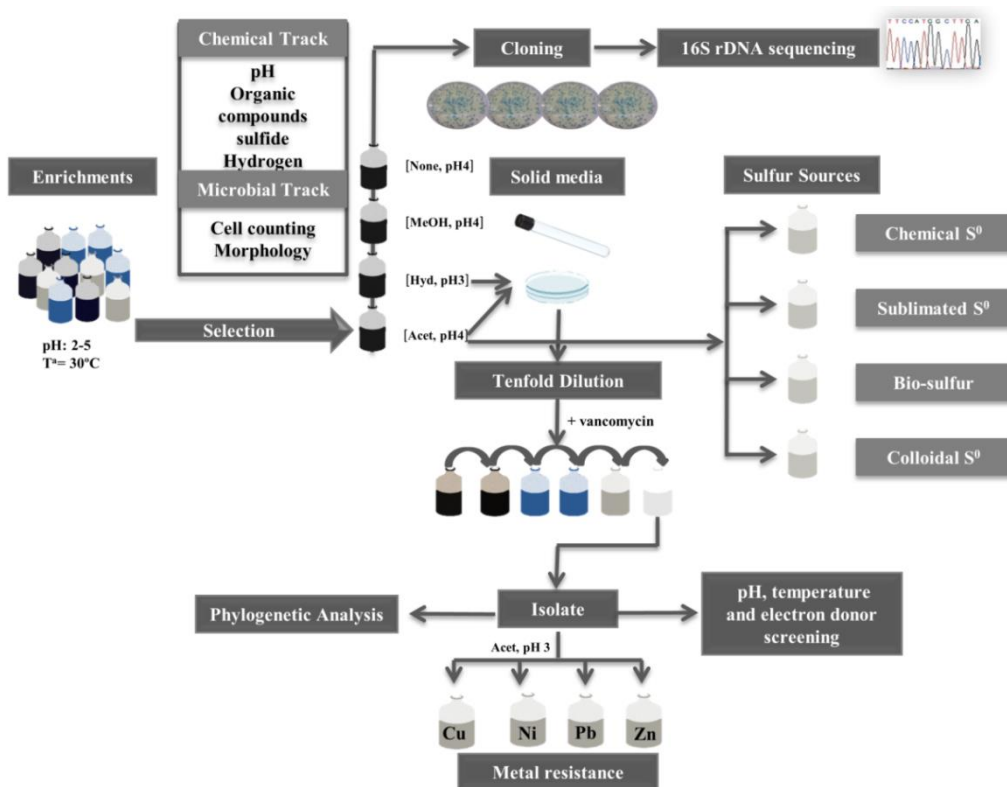 Chemical Track
pH
Organic
compounds
sulfide
Hydrogen
Microbial Track
Cell counting
Morphology
Cloning
16S rDNA sequencing
T T C C A T G G C T T G A
Enrichments
pH: 2-5
Tª= 30ºC
Selection
[None, pH4]
[MeOH, pH4]
[Hyd, pH3]
[Acet, pH4]
Solid media
Sulfur Sources
Chemical S⁰
Sublimated S⁰
Bio-sulfur
Colloidal S⁰
Tenfold Dilution
+ vancomycin
Isolate
Phylogenetic Analysis
pH, temperature
and electron donor
screening
Acet, pH 3
Cu
Ni
Pb
Zn
Metal resistance